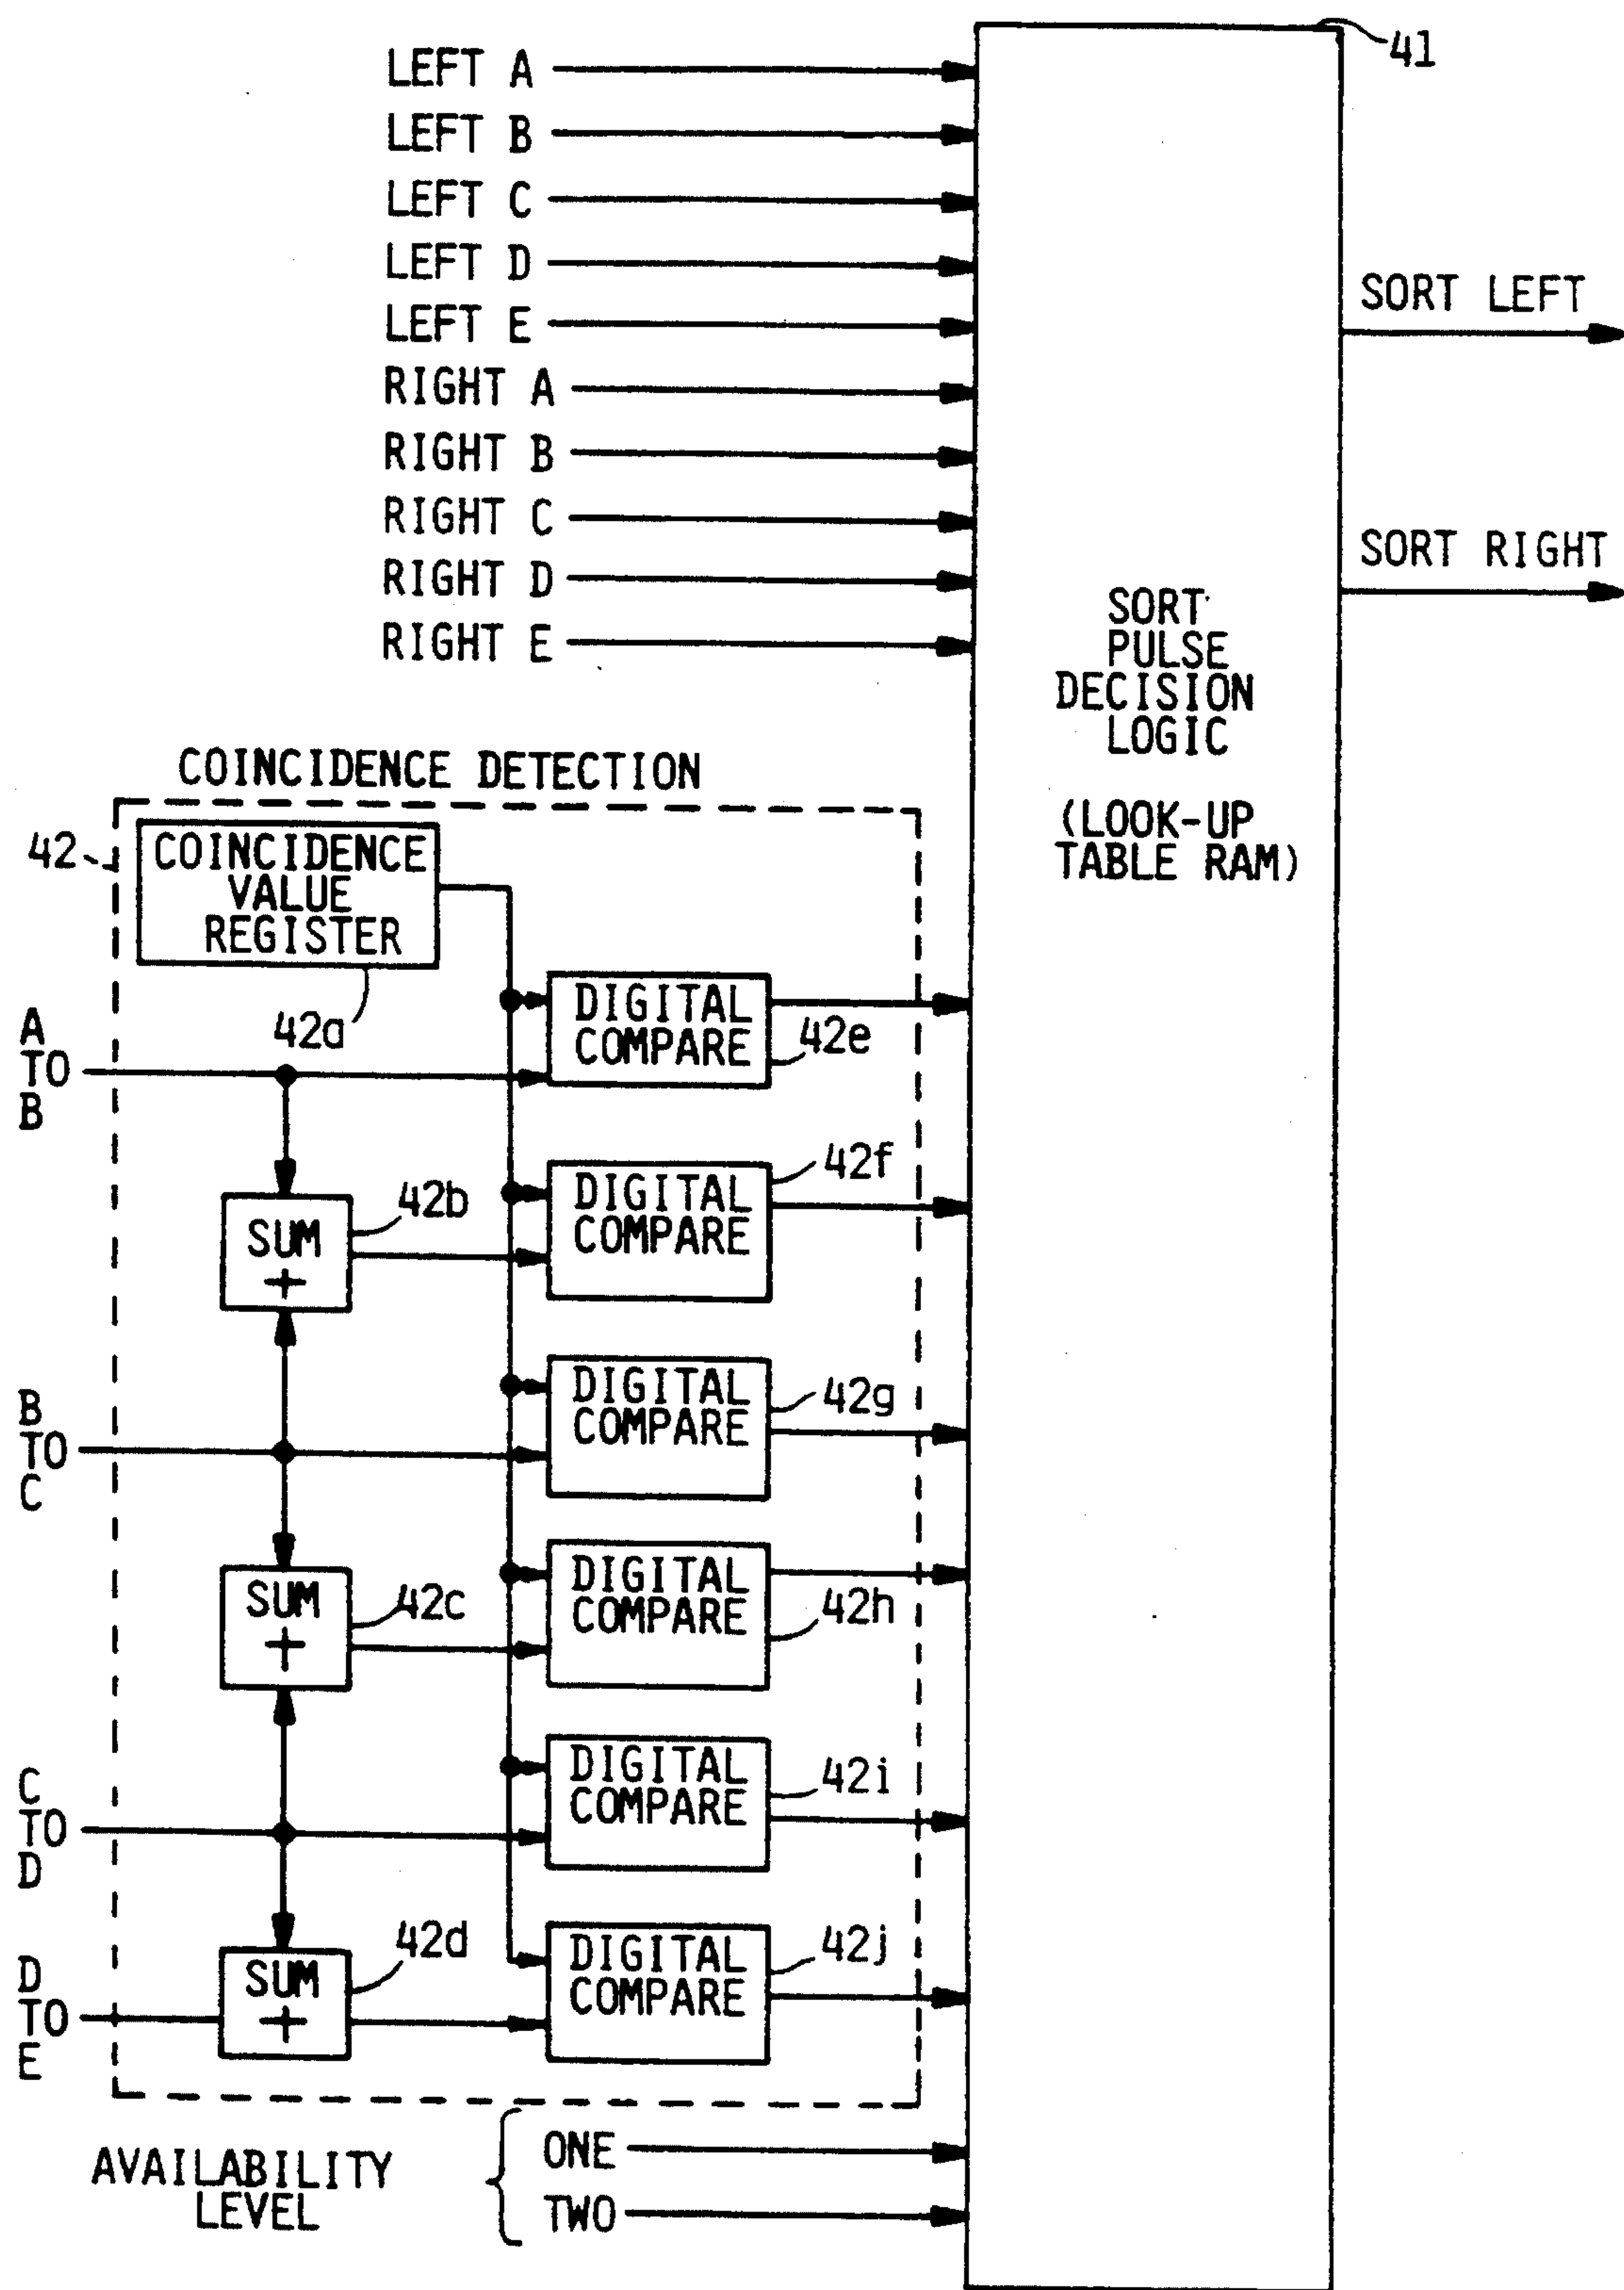 41
LEFT A
LEFT B
LEFT C
LEFT D
LEFT E
RIGHT A
RIGHT B
RIGHT C
RIGHT D
RIGHT E
SORT LEFT
SORT RIGHT
SORT
PULSE
DECISION
LOGIC
(LOOK-UP
TABLE RAM)
COINCIDENCE DETECTION
42
COINCIDENCE
VALUE
REGISTER
42a
A
TO
B
DIGITAL
COMPARE
42e
SUM
+
42b
DIGITAL
COMPARE
42f
B
TO
C
DIGITAL
COMPARE
42g
SUM
+
42c
DIGITAL
COMPARE
42h
C
TO
D
DIGITAL
COMPARE
42i
D
TO
E
SUM
+
42d
DIGITAL
COMPARE
42j
AVAILABILITY
LEVEL
ONE
TWO